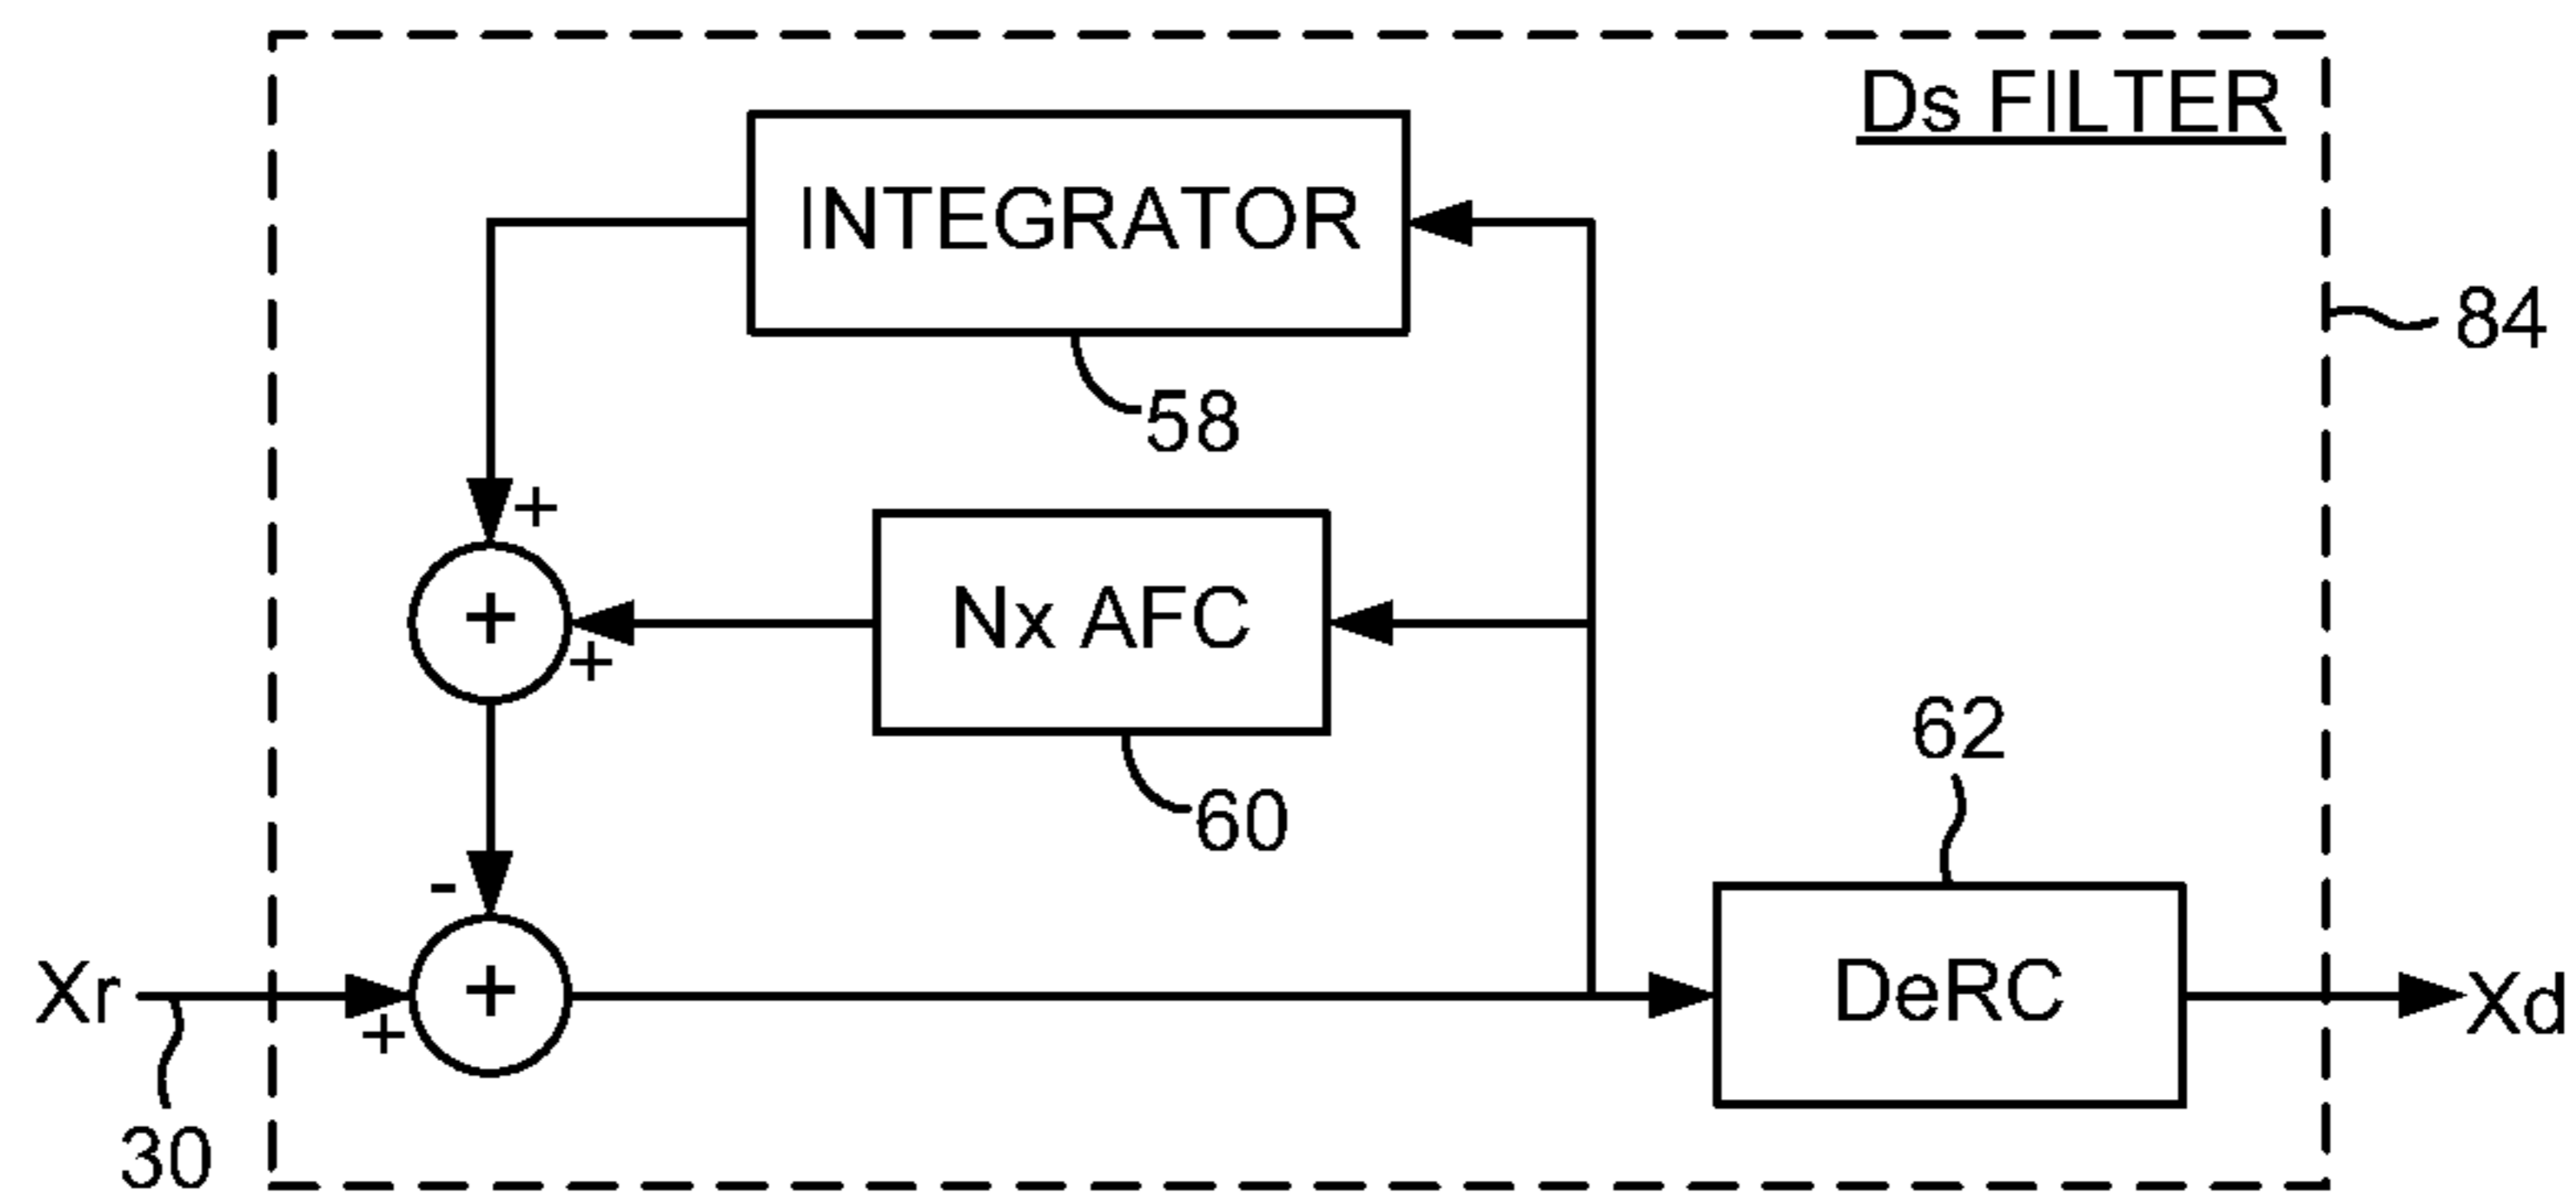 Ds FILTER
INTEGRATOR
84
58
+
+
Nx AFC
+
60
62
-
Xr
+
+
DeRC
Xd
30